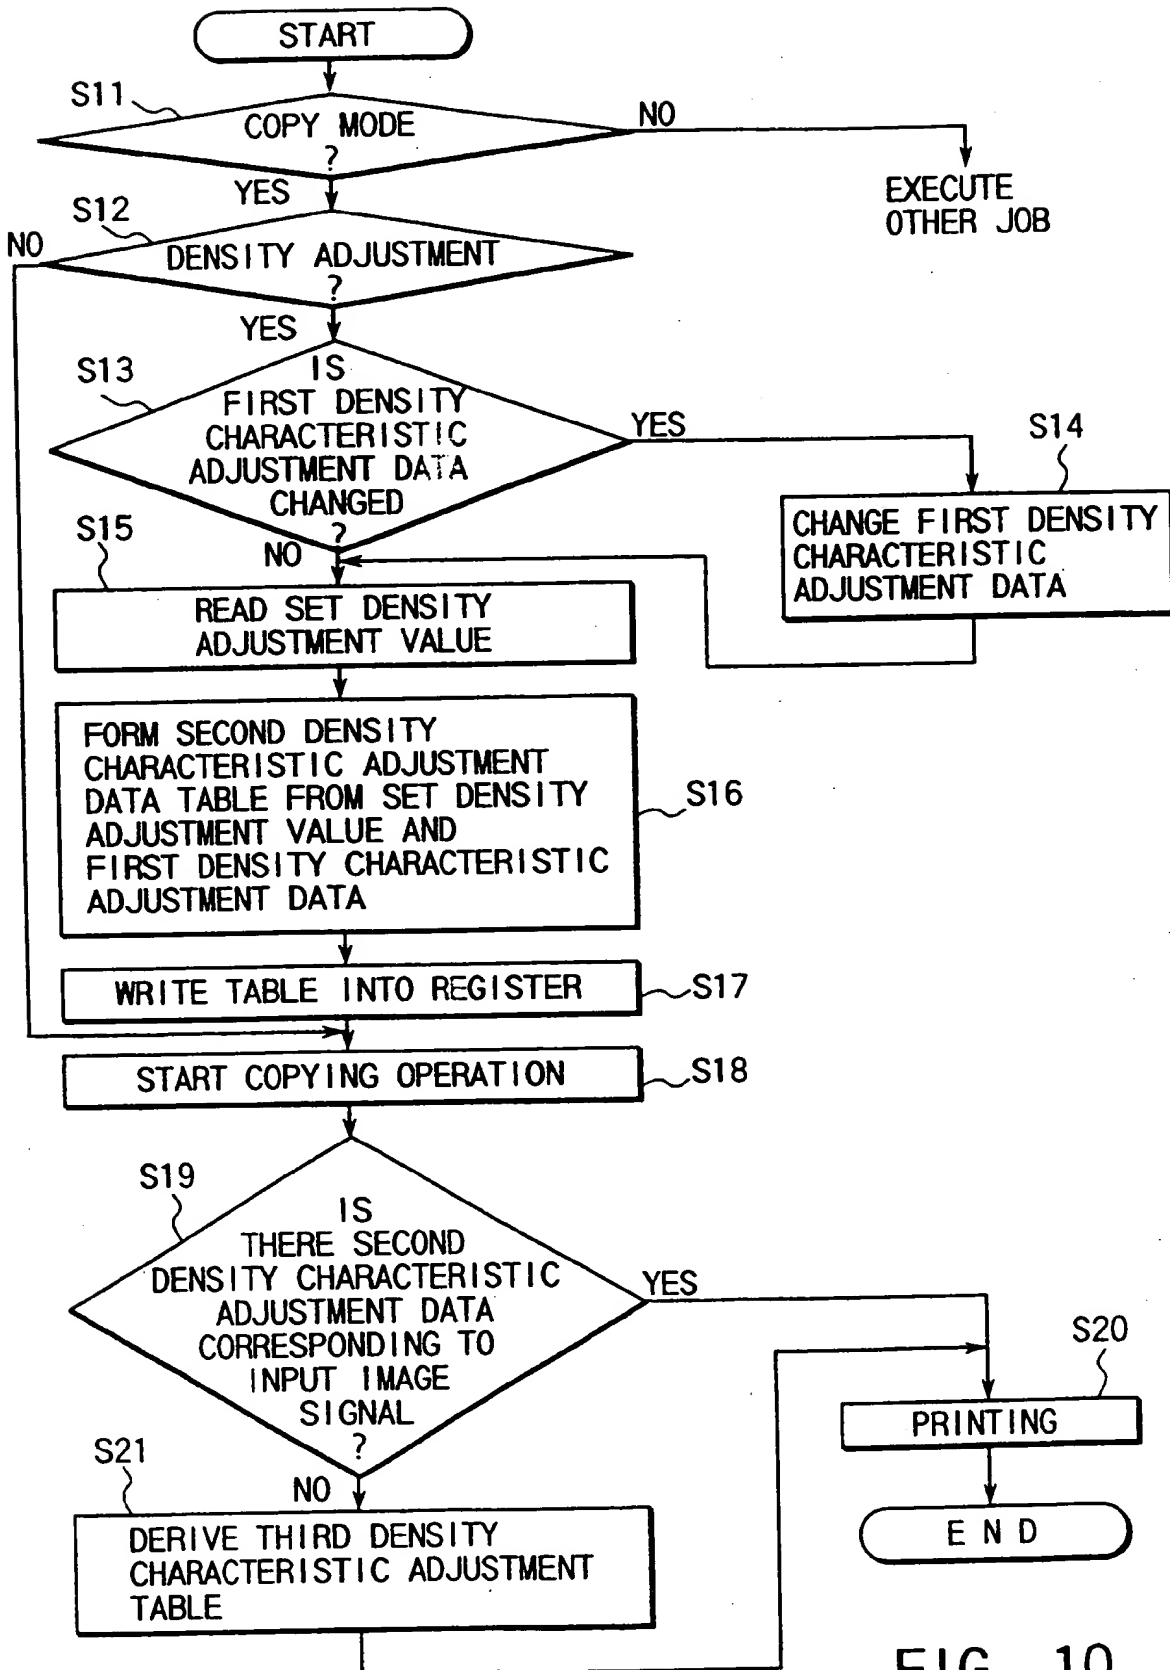 START
S11
COPY MODE
?
NO
YES
EXECUTE
OTHER JOB
S12
NO
DENSITY ADJUSTMENT
?
YES
S13
IS
FIRST DENSITY
CHARACTERISTIC
ADJUSTMENT DATA
CHANGED
?
YES
S14
CHANGE FIRST DENSITY
CHARACTERISTIC
ADJUSTMENT DATA
NO
S15
READ SET DENSITY
ADJUSTMENT VALUE
FORM SECOND DENSITY
CHARACTERISTIC ADJUSTMENT
DATA TABLE FROM SET DENSITY
ADJUSTMENT VALUE AND
FIRST DENSITY CHARACTERISTIC
ADJUSTMENT DATA
S16
WRITE TABLE INTO REGISTER
S17
START COPYING OPERATION
S18
S19
IS
THERE SECOND
DENSITY CHARACTERISTIC
ADJUSTMENT DATA
CORRESPONDING TO
INPUT IMAGE
SIGNAL
?
YES
S20
PRINTING
END
NO
S21
DERIVE THIRD DENSITY
CHARACTERISTIC ADJUSTMENT
TABLE
FIG. 10